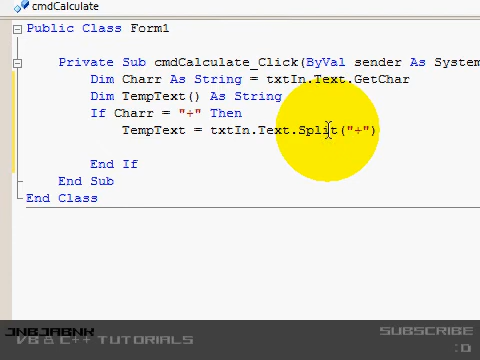 cmdCalculate
Public Class Form1
Private Sub cmdCalculate_Click(ByVal sender As System
Dim Charr As String = txtIn.Text.GetChar
Dim TempText() As String
If Charr = "+" Then
TempText = txtIn.Text.Split("+")
End If
End Sub
End Class
JNBJABNK
VB & C++ TUTORIALS
SUBSCRIBE
:D